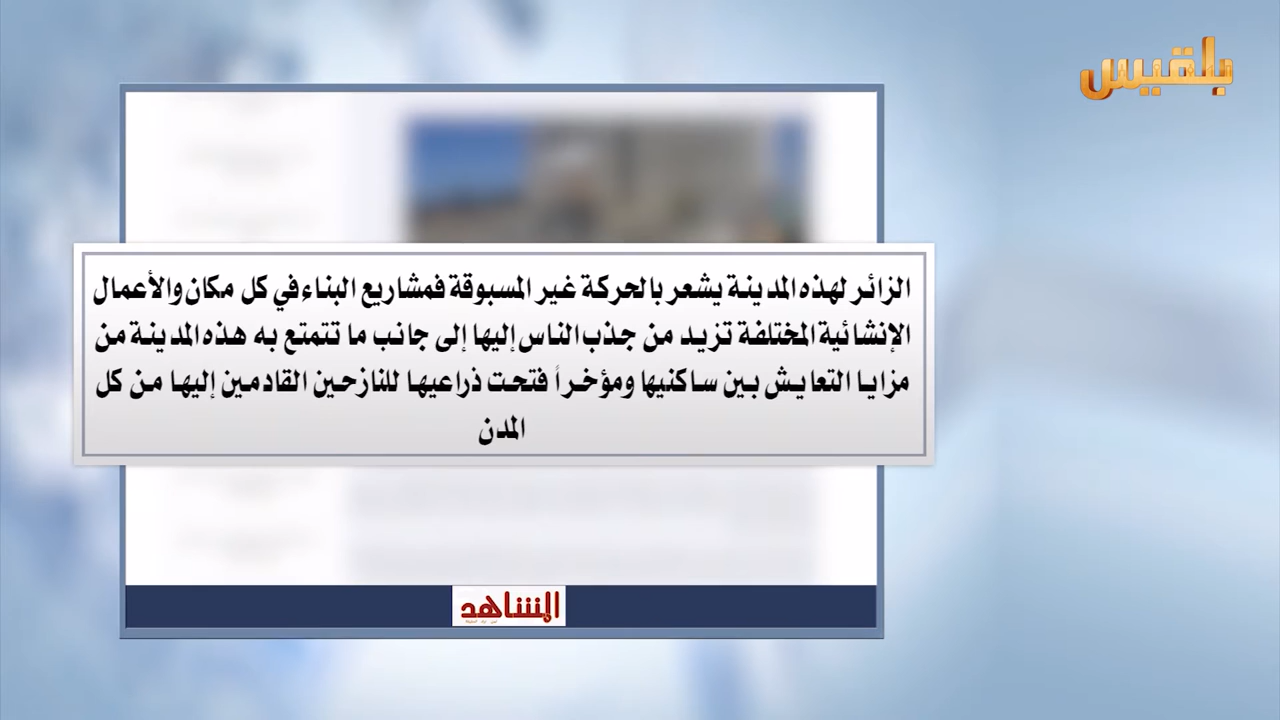 بلقيس
الزائر لهذه المدينة يشعر بالحركة غير المسبوقة فمشاريع البناء في كل مكان والأعمال
الإنشائية المختلفة تزيد من جذب الناس إليها إلى جانب ما تتمتع به هذه المدينة من
مزايا التعايش بين ساكنيها ومؤخراً فتحت ذراعيها للنازحين القادمين إليها من كل
المدن
المشاهد